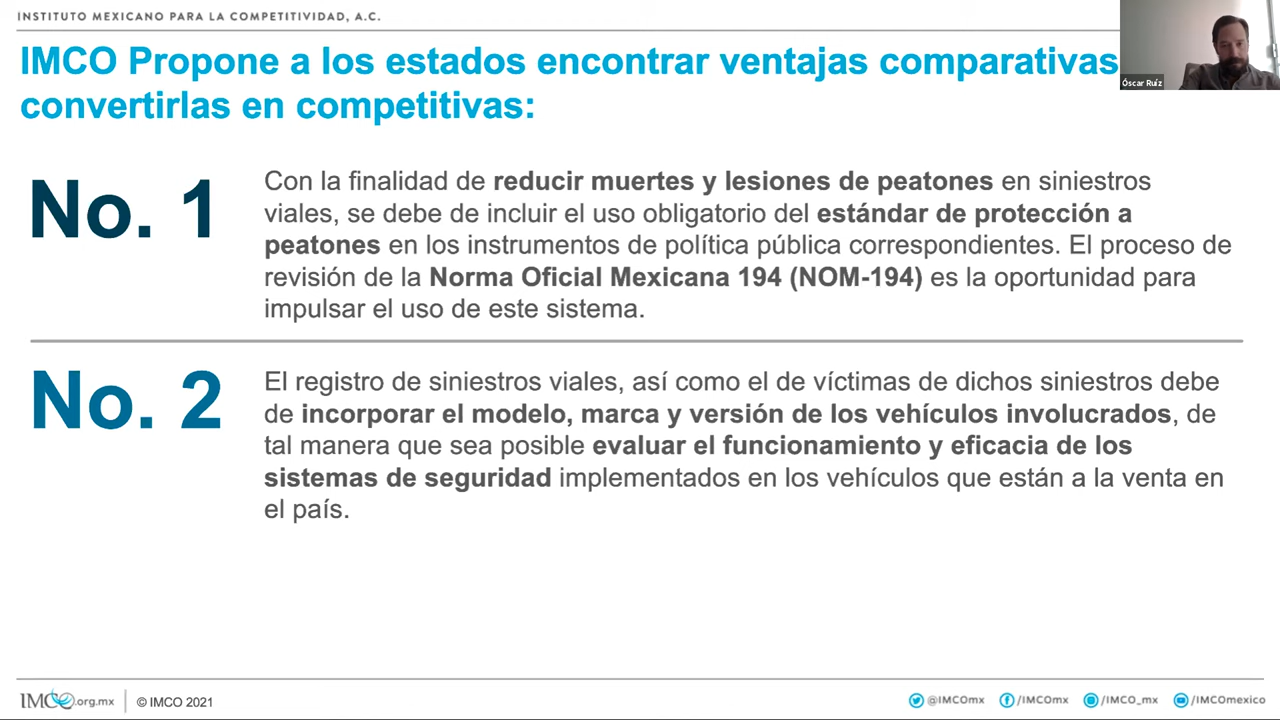 INSTITUTO MEXICANO PARA LA COMPETITIVIDAD, A.C.
IMCO Propone a los estados encontrar ventajas comparativas
convertirlas en competitivas:
Óscar Ruíz
No. 1
Con la finalidad de reducir muertes y lesiones de peatones en siniestros
viales, se debe de incluir el uso obligatorio del estándar de protección a
peatones en los instrumentos de política pública correspondientes. El proceso de
revisión de la Norma Oficial Mexicana 194 (NOM-194) es la oportunidad para
impulsar el uso de este sistema.
No. 2
El registro de siniestros viales, así como el de víctimas de dichos siniestros debe
de incorporar el modelo, marca y versión de los vehículos involucrados, de
tal manera que sea posible evaluar el funcionamiento y eficacia de los
sistemas de seguridad implementados en los vehículos que están a la venta en
el país.
IMCO.org.mx © IMCO 2021 @IMCOmx /IMCOmx /IMCO_mx /IMCOmexico